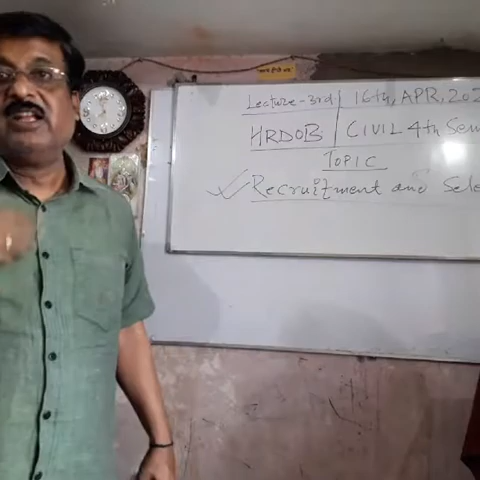 Lecture-3rd | 16th, APR, 202
HRDOB | CIVIL 4th Sem
TOPIC
Recruitment and Sele